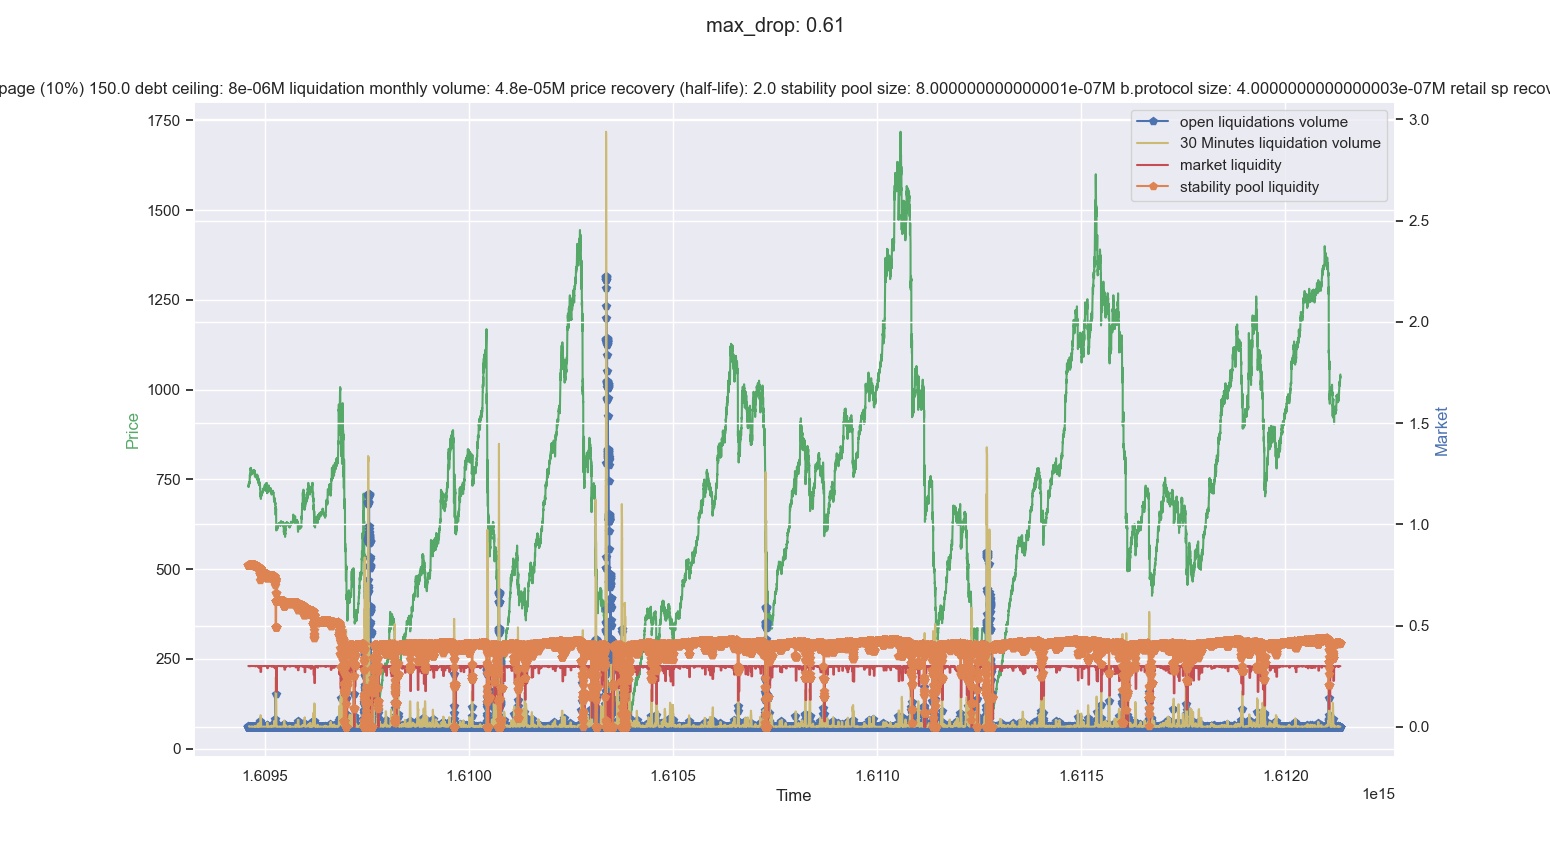 max_drop: 0.61
page (10%) 150.0 debt ceiling: 8e-06M liquidation monthly volume: 4.8e-05M price recovery (half-life): 2.0 stability pool size: 8.000000000000001e-07M b.protocol size: 4.0000000000000003e-07M retail sp recov
1750
1500
1250
1000
750
500
250
0
Price
open liquidations volume
30 Minutes liquidation volume
market liquidity
stability pool liquidity
3.0
2.5
2.0
1.5
1.0
0.5
0.0
Market
1.6095
1.6100
1.6105
1.6110
1.6115
1.6120
Time
1e15